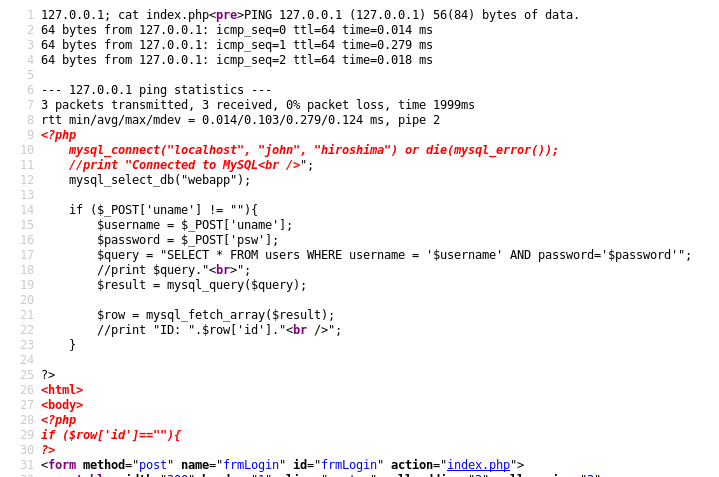 1 127.0.0.1; cat index.php<pre>PING 127.0.0.1 (127.0.0.1) 56(84) bytes of data.
2 64 bytes from 127.0.0.1: icmp_seq=0 ttl=64 time=0.014 ms
3 64 bytes from 127.0.0.1: icmp_seq=1 ttl=64 time=0.279 ms
4 64 bytes from 127.0.0.1: icmp_seq=2 ttl=64 time=0.018 ms
5
6 --- 127.0.0.1 ping statistics ---
7 3 packets transmitted, 3 received, 0% packet loss, time 1999ms
8 rtt min/avg/max/mdev = 0.014/0.103/0.279/0.124 ms, pipe 2
9 <?php
10     mysql_connect("localhost", "john", "hiroshima") or die(mysql_error());
11     //print "Connected to MySQL<br />";
12     mysql_select_db("webapp");
13
14     if ($_POST['uname'] != ""){
15         $username = $_POST['uname'];
16         $password = $_POST['psw'];
17         $query = "SELECT * FROM users WHERE username = '$username' AND password='$password'";
18         //print $query."<br>";
19         $result = mysql_query($query);
20
21         $row = mysql_fetch_array($result);
22         //print "ID: ".$row['id']."<br />";
23     }
24
25 ?>
26 <html>
27 <body>
28 <?php
29 if ($row['id']==""){
30 ?>
31 <form method="post" name="frmLogin" id="frmLogin" action="index.php">